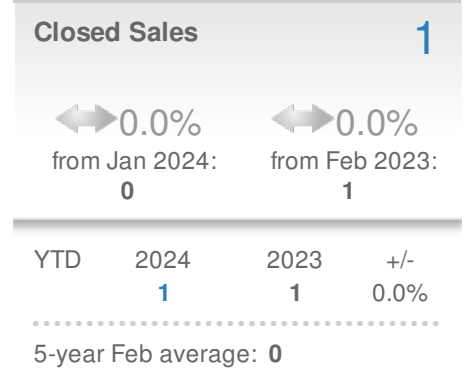 Closed Sales 1
0.0% 0.0%
from Jan 2024: from Feb 2023:
0 1
YTD 2024 2023 +/-
1 1 0.0%
5-year Feb average: 0